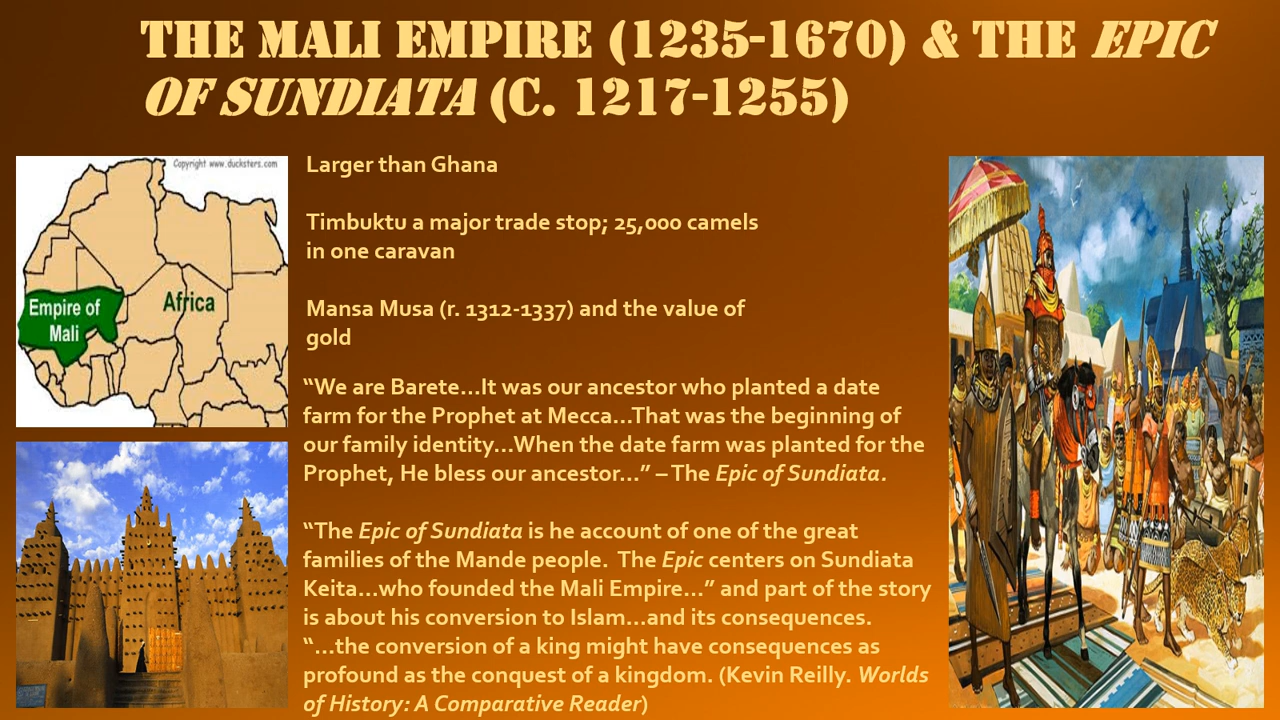 THE MALI EMPIRE (1235-1670) & THE EPIC
OF SUNDIATA (C. 1217-1255)
Copyright www.ducksters.com
Empire of
Mali
Africa
Larger than Ghana
Timbuktu a major trade stop; 25,000 camels
in one caravan
Mansa Musa (r. 1312-1337) and the value of
gold
“We are Barete…It was our ancestor who planted a date
farm for the Prophet at Mecca…That was the beginning of
our family identity…When the date farm was planted for the
Prophet, He bless our ancestor…” – The Epic of Sundiata.
“The Epic of Sundiata is he account of one of the great
families of the Mande people.  The Epic centers on Sundiata
Keita…who founded the Mali Empire…” and part of the story
is about his conversion to Islam…and its consequences.
“…the conversion of a king might have consequences as
profound as the conquest of a kingdom. (Kevin Reilly. Worlds
of History: A Comparative Reader)